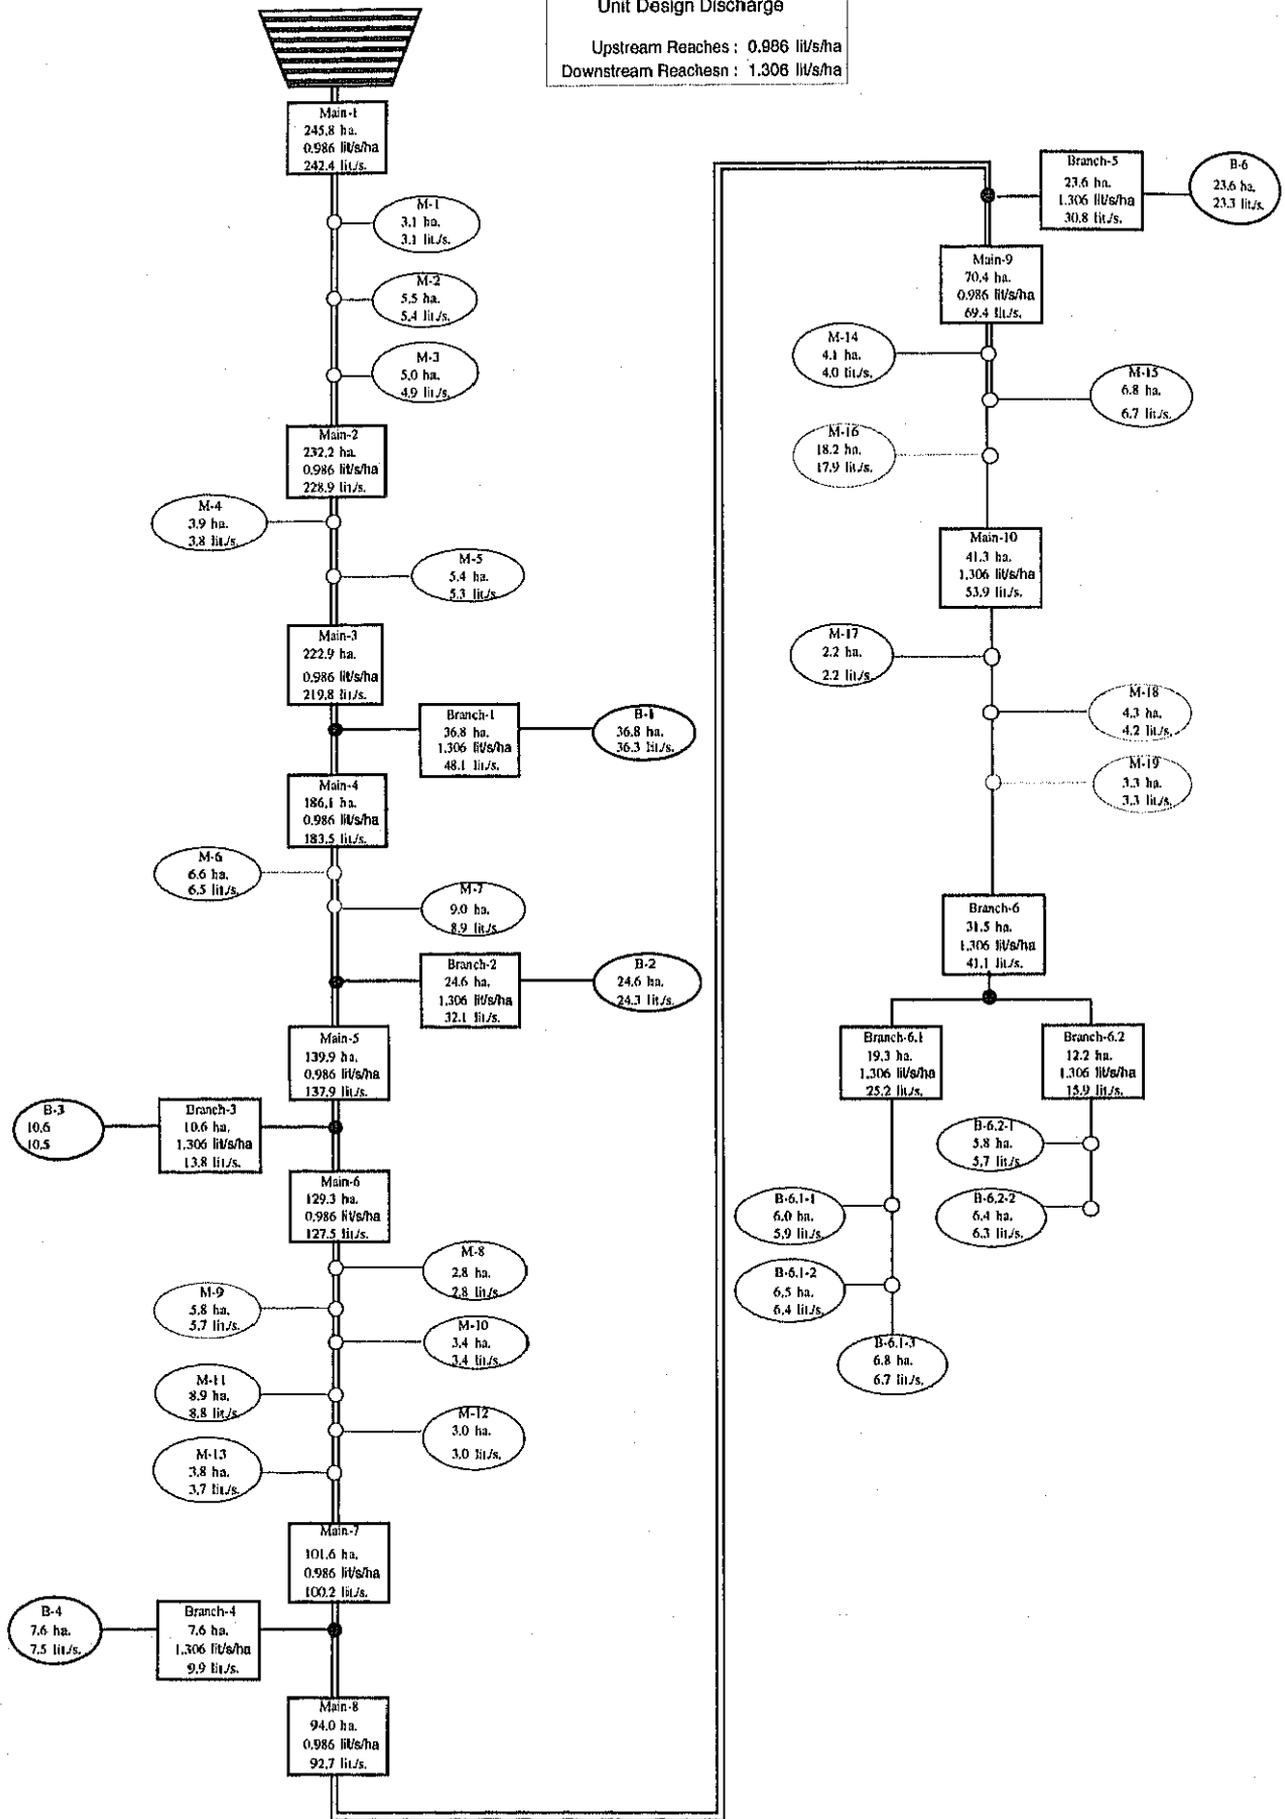 Unit Design Discharge
Upstream Reaches : 0.986 lit/s/ha
Downstream Reachesn : 1.306 lit/s/ha
Main-1
245.8 ha.
0.986 lit/s/ha
242.4 lit./s.
M-1
3.1 ha.
3.1 lit./s.
M-2
5.5 ha.
5.4 lit./s.
M-3
5.0 ha.
4.9 lit./s.
Main-2
232.2 ha.
0.986 lit/s/ha
228.9 lit./s.
M-4
3.9 ha.
3.8 lit./s.
M-5
5.4 ha.
5.3 lit./s.
Main-3
222.9 ha.
0.986 lit/s/ha
219.8 lit./s.
Branch-1
36.8 ha.
1.306 lit/s/ha
48.1 lit./s.
B-1
36.8 ha.
36.3 lit./s.
Main-4
186.1 ha.
0.986 lit/s/ha
183.5 lit./s.
M-6
6.6 ha.
6.5 lit./s.
M-7
9.0 ha.
8.9 lit./s.
Branch-2
24.6 ha.
1.306 lit/s/ha
32.1 lit./s.
B-2
24.6 ha.
24.3 lit./s.
Main-5
139.9 ha.
0.986 lit/s/ha
137.9 lit./s.
B-3
10.6
10.5
Branch-3
10.6 ha.
1.306 lit/s/ha
13.8 lit./s.
Main-6
129.3 ha.
0.986 lit/s/ha
127.5 lit./s.
M-8
2.8 ha.
2.8 lit./s.
M-9
5.8 ha.
5.7 lit./s.
M-10
3.4 ha.
3.4 lit./s.
M-11
8.9 ha.
8.8 lit./s.
M-12
3.0 ha.
3.0 lit./s.
M-13
3.8 ha.
3.7 lit./s.
Main-7
101.6 ha.
0.986 lit/s/ha
100.2 lit./s.
B-4
7.6 ha.
7.5 lit./s.
Branch-4
7.6 ha.
1.306 lit/s/ha
9.9 lit./s.
Main-8
94.0 ha.
0.986 lit/s/ha
92.7 lit./s.
Branch-5
23.6 ha.
1.306 lit/s/ha
30.8 lit./s.
B-6
23.6 ha.
23.3 lit./s.
Main-9
70.4 ha.
0.986 lit/s/ha
69.4 lit./s.
M-14
4.1 ha.
4.0 lit./s.
M-15
6.8 ha.
6.7 lit./s.
M-16
18.2 ha.
17.9 lit./s.
Main-10
41.3 ha.
1.306 lit/s/ha
53.9 lit./s.
M-17
2.2 ha.
2.2 lit./s.
M-18
4.3 ha.
4.2 lit./s.
M-19
3.3 ha.
3.3 lit./s.
Branch-6
31.5 ha.
1.306 lit/s/ha
41.1 lit./s.
Branch-6.1
19.3 ha.
1.306 lit/s/ha
25.2 lit./s.
Branch-6.2
12.2 ha.
1.306 lit/s/ha
15.9 lit./s.
B-6.2-1
5.8 ha.
5.7 lit./s.
B-6.1-1
6.0 ha.
5.9 lit./s.
B-6.2-2
6.4 ha.
6.3 lit./s.
B-6.1-2
6.5 ha.
6.4 lit./s.
B-6.1-3
6.8 ha.
6.7 lit./s.